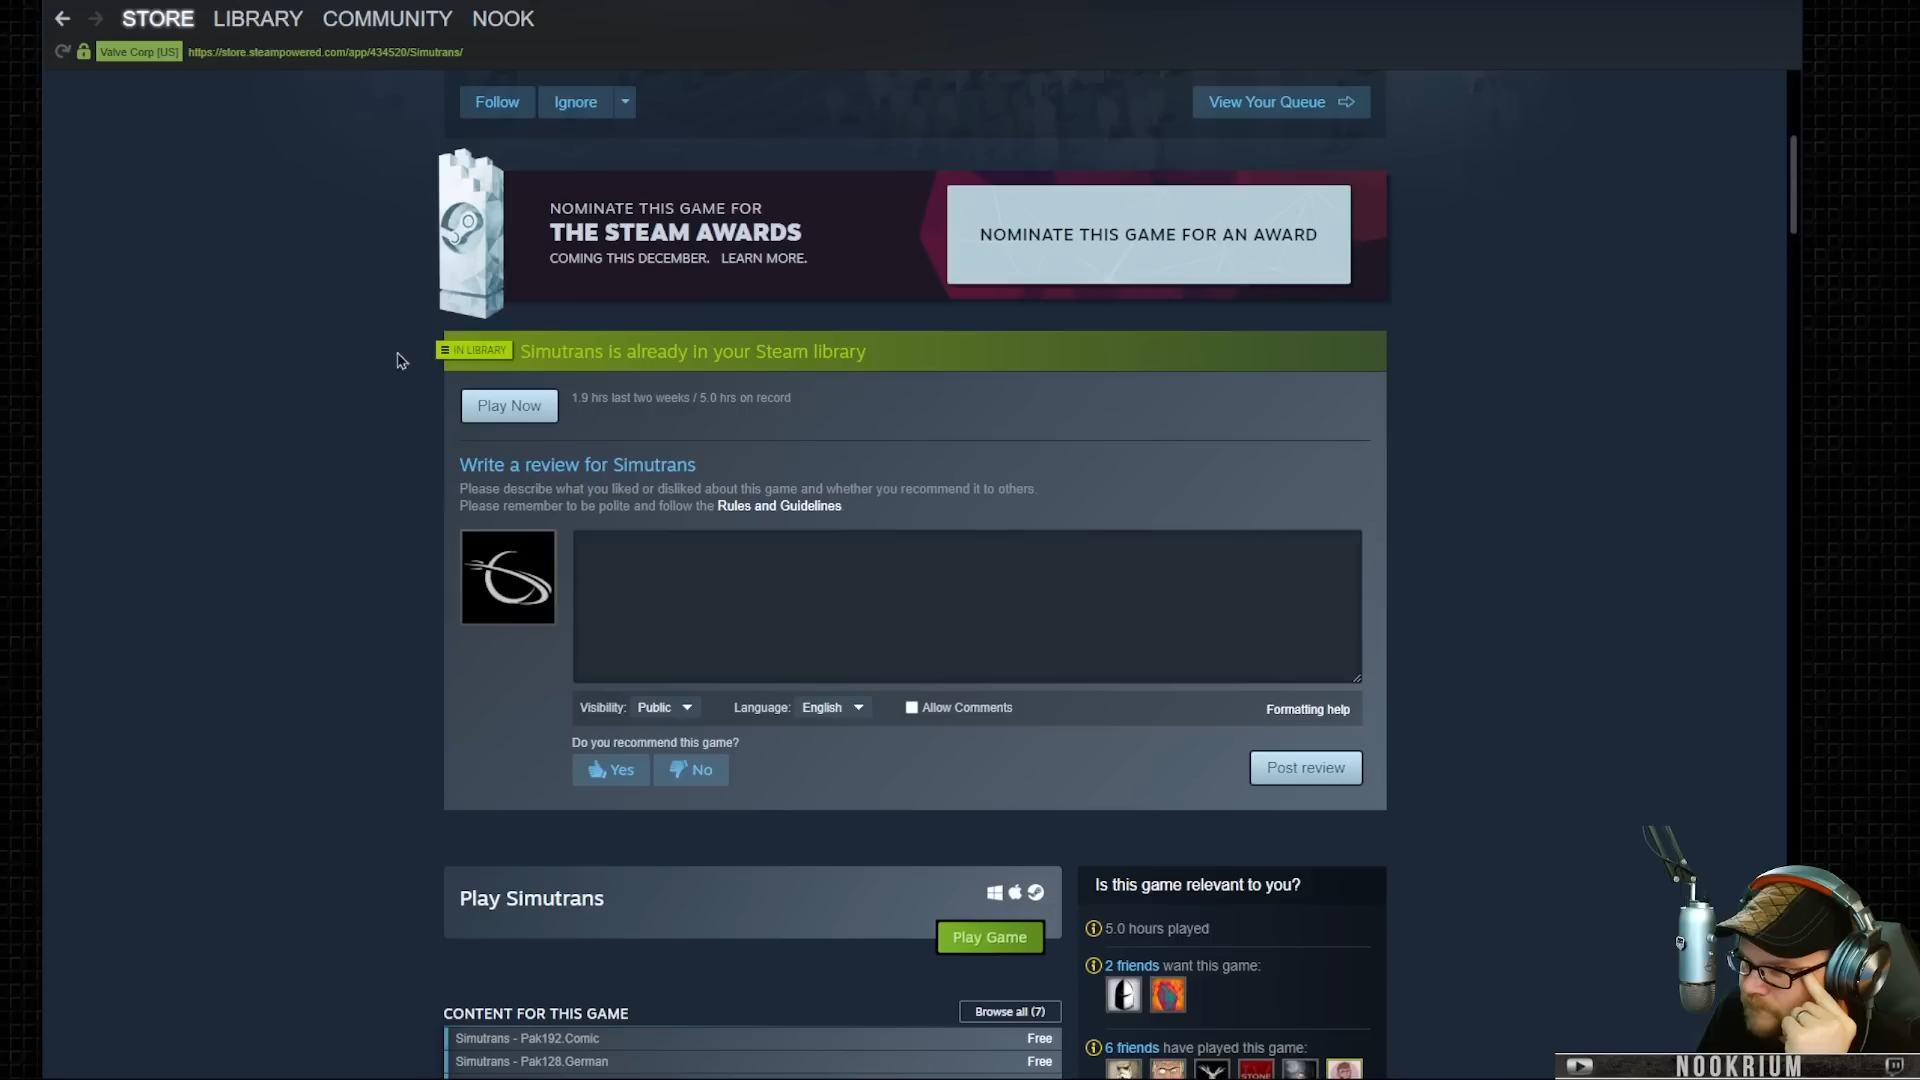 STORE LIBRARY COMMUNITY NOOK
Valve Corp [US] https://store.steampowered.com/app/434520/Simutrans/
Follow Ignore View Your Queue
NOMINATE THIS GAME FOR
THE STEAM AWARDS
COMING THIS DECEMBER. LEARN MORE.
NOMINATE THIS GAME FOR AN AWARD
IN LIBRARY Simutrans is already in your Steam library
Play Now 1.9 hrs last two weeks / 5.0 hrs on record
Write a review for Simutrans
Please describe what you liked or disliked about this game and whether you recommend it to others.
Please remember to be polite and follow the Rules and Guidelines.
Visibility: Public Language: English Allow Comments Formatting help
Do you recommend this game?
Yes No
Post review
Play Simutrans
Play Game
CONTENT FOR THIS GAME Browse all (7)
Simutrans - Pak192.Comic Free
Simutrans - Pak128.German Free
Is this game relevant to you?
5.0 hours played
2 friends want this game:
6 friends have played this game:
STONE
NOOKRIUM